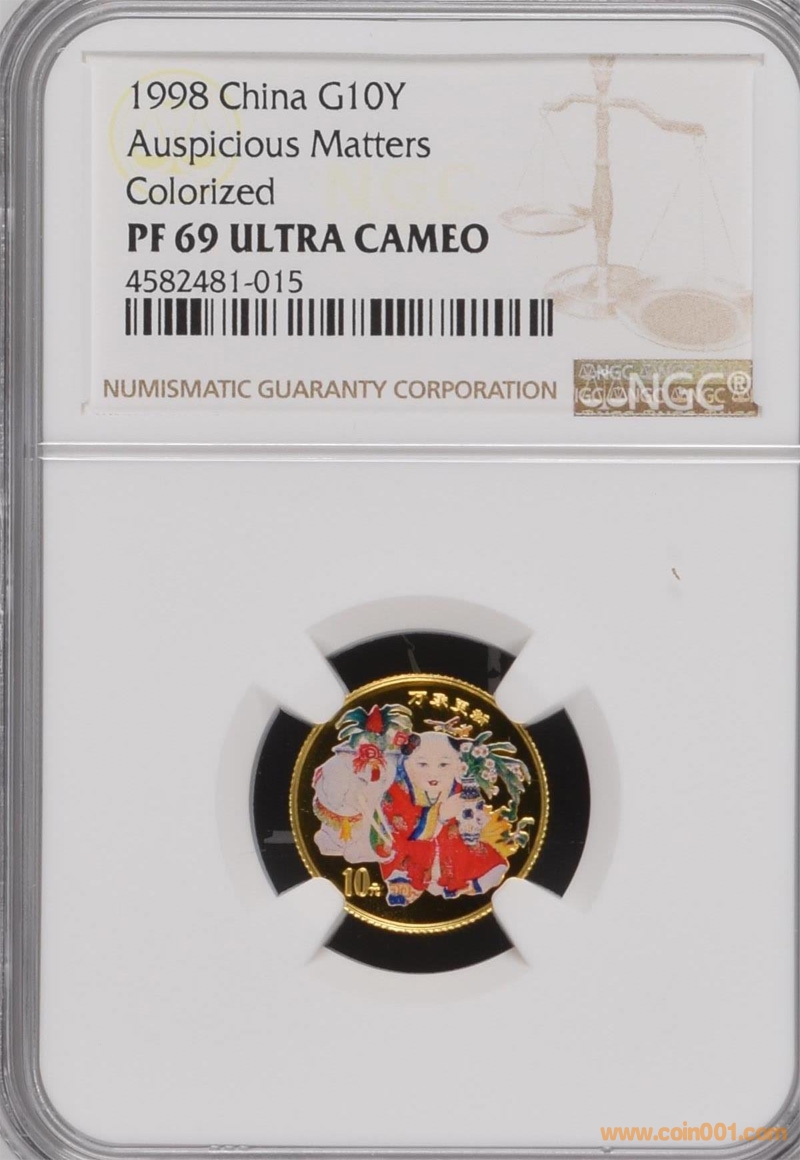 1998 China G10Y
Auspicious Matters
Colorized
PF 69 ULTRA CAMEO
4582481-015
NUMISMATIC GUARANTY CORPORATION
NGC®
万象更新
10元
www.coin001.com